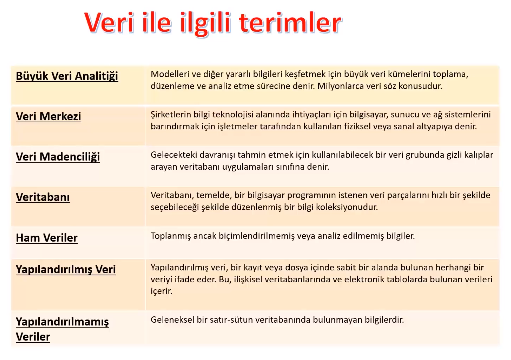 Veri ile ilgili terimler
Büyük Veri Analitiği
Modelleri ve diğer yararlı bilgileri keşfetmek için büyük veri kümelerini toplama,
düzenleme ve analiz etme sürecine denir. Milyonlarca veri söz konusudur.
Veri Merkezi
Şirketlerin bilgi teknolojisi alanında ihtiyaçları için bilgisayar, sunucu ve ağ sistemlerini
barındırmak için işletmeler tarafından kullanılan fiziksel veya sanal altyapıya denir.
Veri Madenciliği
Gelecekteki davranışı tahmin etmek için kullanılabilecek bir veri grubunda gizli kalıplar
arayan veritabanı uygulamaları sınıfına denir.
Veritabanı
Veritabanı, temelde, bir bilgisayar programının istenen veri parçalarını hızlı bir şekilde
seçebileceği şekilde düzenlenmiş bir bilgi koleksiyonudur.
Ham Veriler
Toplanmış ancak biçimlendirilmemiş veya analiz edilmemiş bilgiler.
Yapılandırılmış Veri
Yapılandırılmış veri, bir kayıt veya dosya içinde sabit bir alanda bulunan herhangi bir
veriyi ifade eder. Bu, ilişkisel veritabanlarında ve elektronik tablolarda bulunan verileri
içerir.
Yapılandırılmamış
Veriler
Geleneksel bir satır-sütun veritabanında bulunmayan bilgilerdir.